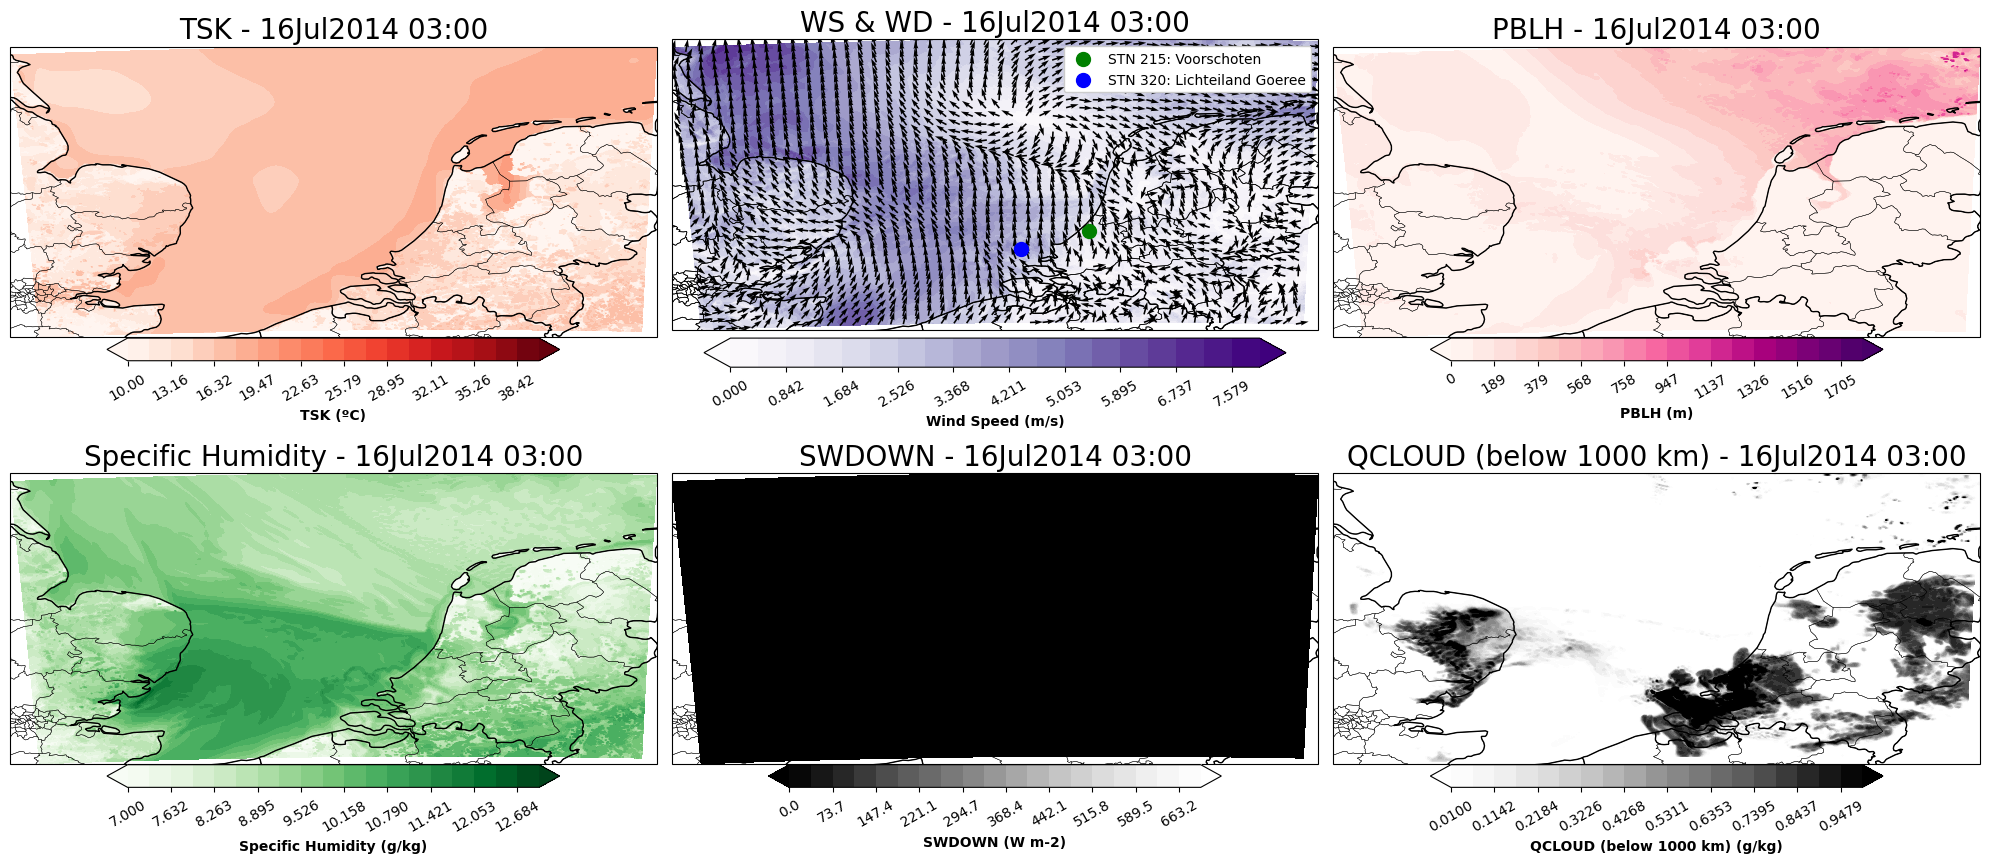 TSK - 16Jul2014 03:00
WS & WD - 16Jul2014 03:00
PBLH - 16Jul2014 03:00
STN 215: Voorschoten
STN 320: Lichteiland Goeree
10.00 13.16 16.32 19.47 22.63 25.79 28.95 32.11 35.26 38.42
TSK (ºC)
0.000 0.842 1.684 2.526 3.368 4.211 5.053 5.895 6.737 7.579
Wind Speed (m/s)
0 189 379 568 758 947 1137 1326 1516 1705
PBLH (m)
Specific Humidity - 16Jul2014 03:00
SWDOWN - 16Jul2014 03:00
QCLOUD (below 1000 km) - 16Jul2014 03:00
7.000 7.632 8.263 8.895 9.526 10.158 10.790 11.421 12.053 12.684
Specific Humidity (g/kg)
0.0 73.7 147.4 221.1 294.7 368.4 442.1 515.8 589.5 663.2
SWDOWN (W m-2)
0.0100 0.1142 0.2184 0.3226 0.4268 0.5311 0.6353 0.7395 0.8437 0.9479
QCLOUD (below 1000 km) (g/kg)